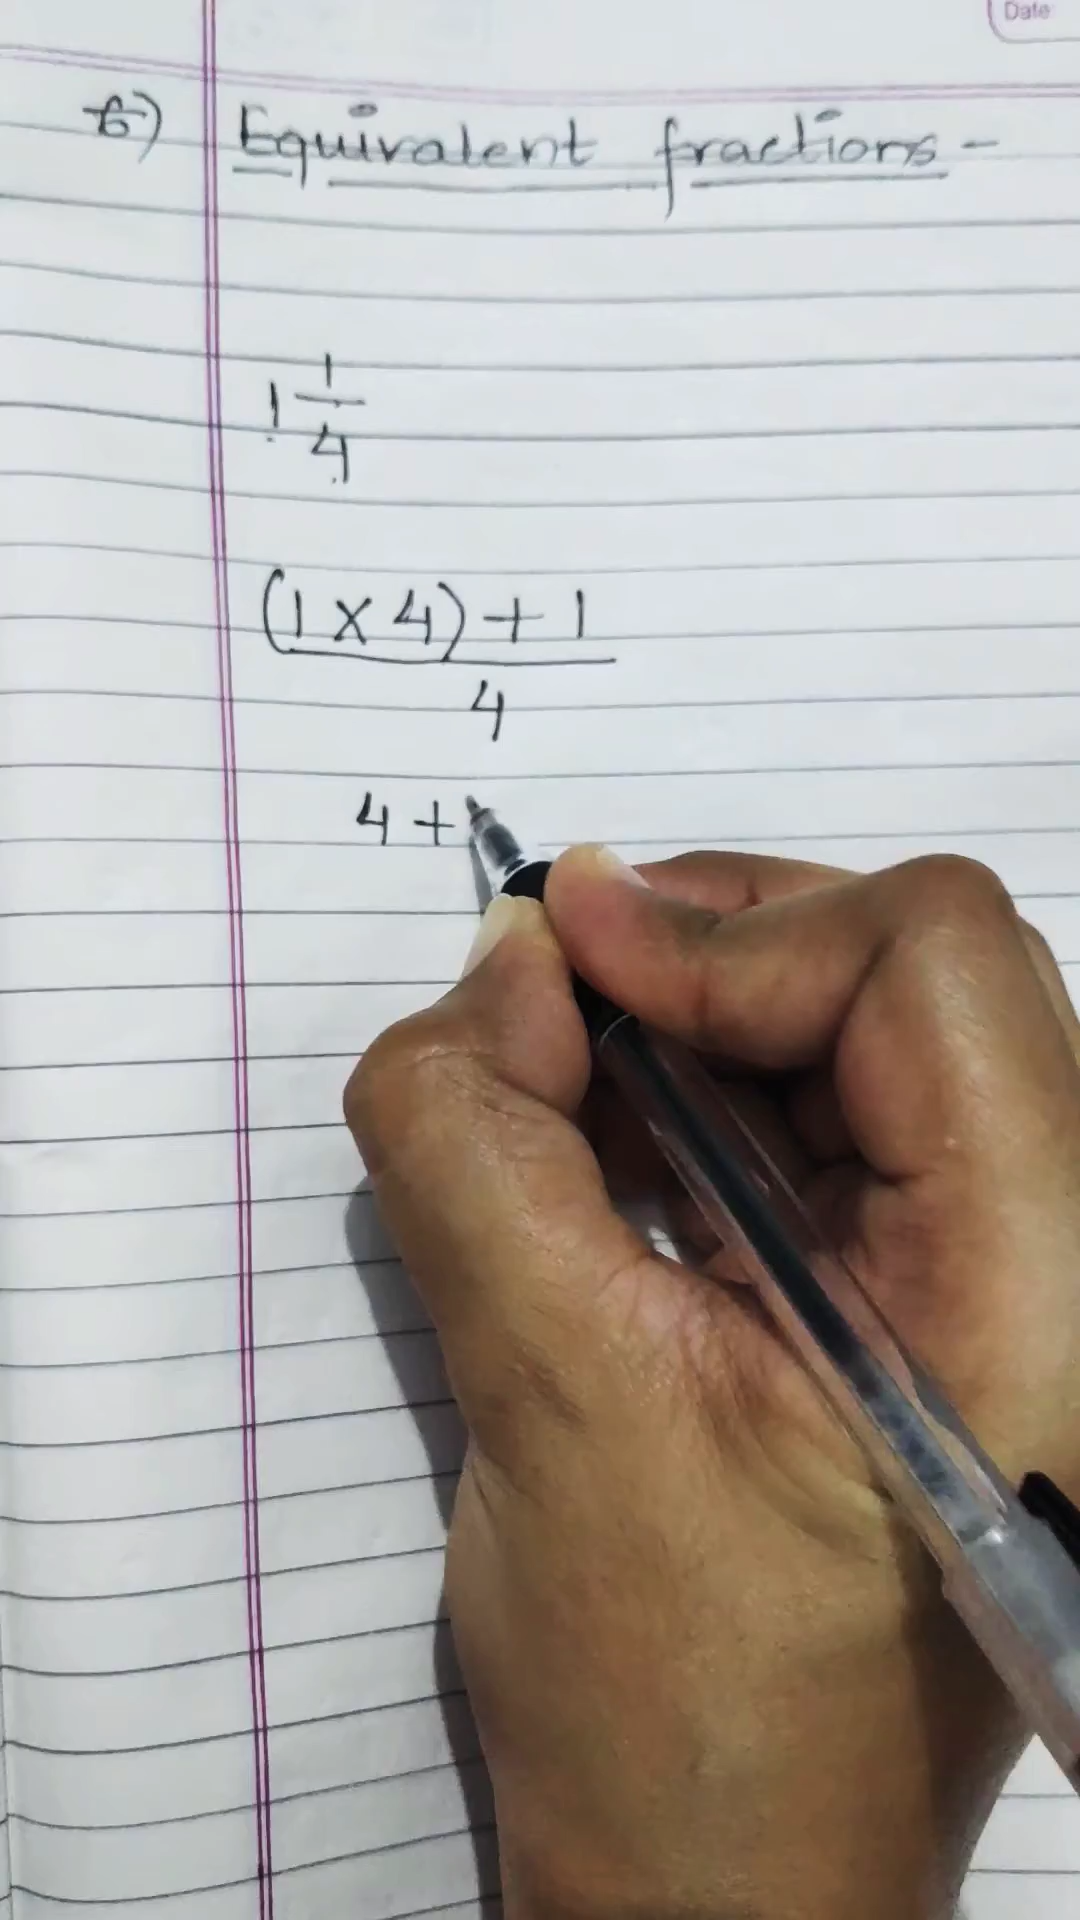 Date
6) Equivalent fractions -
1 1/4
(1 x 4) + 1
4
4 +